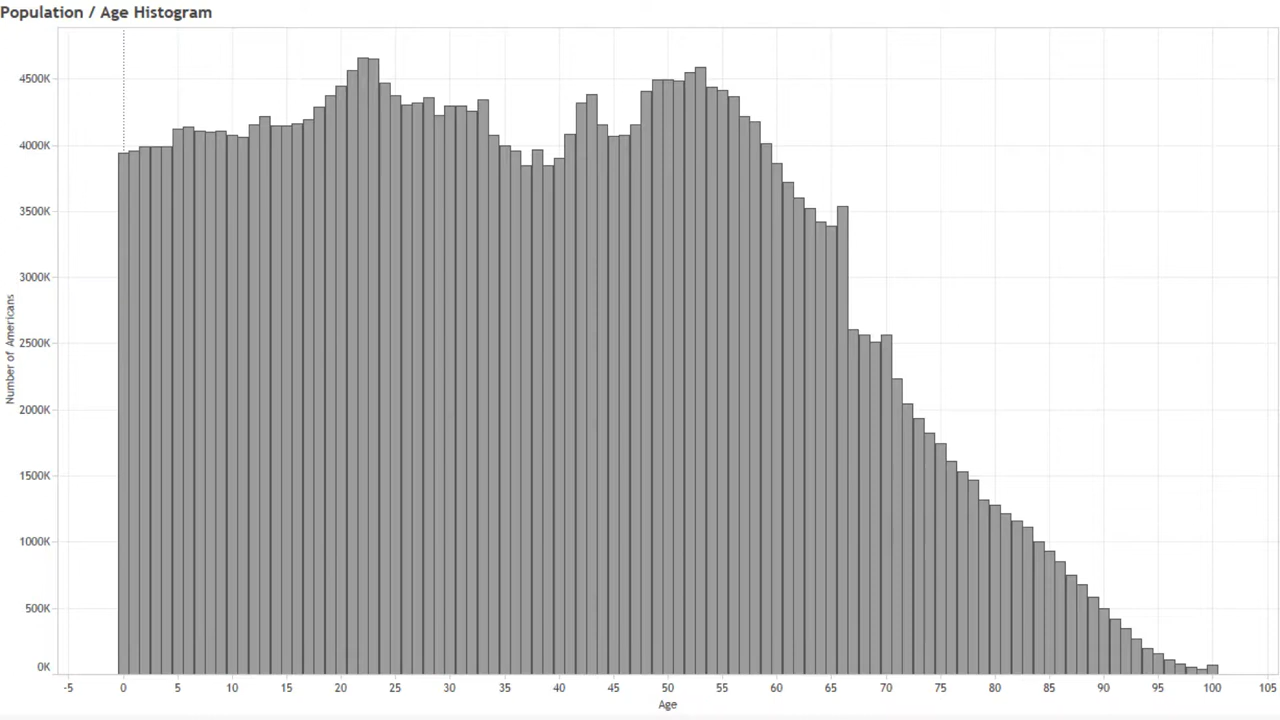 Population / Age Histogram
4500K
4000K
3500K
3000K
2500K
2000K
1500K
1000K
500K
0K
Number of Americans
-5 0 5 10 15 20 25 30 35 40 45 50 55 60 65 70 75 80 85 90 95 100 105
Age